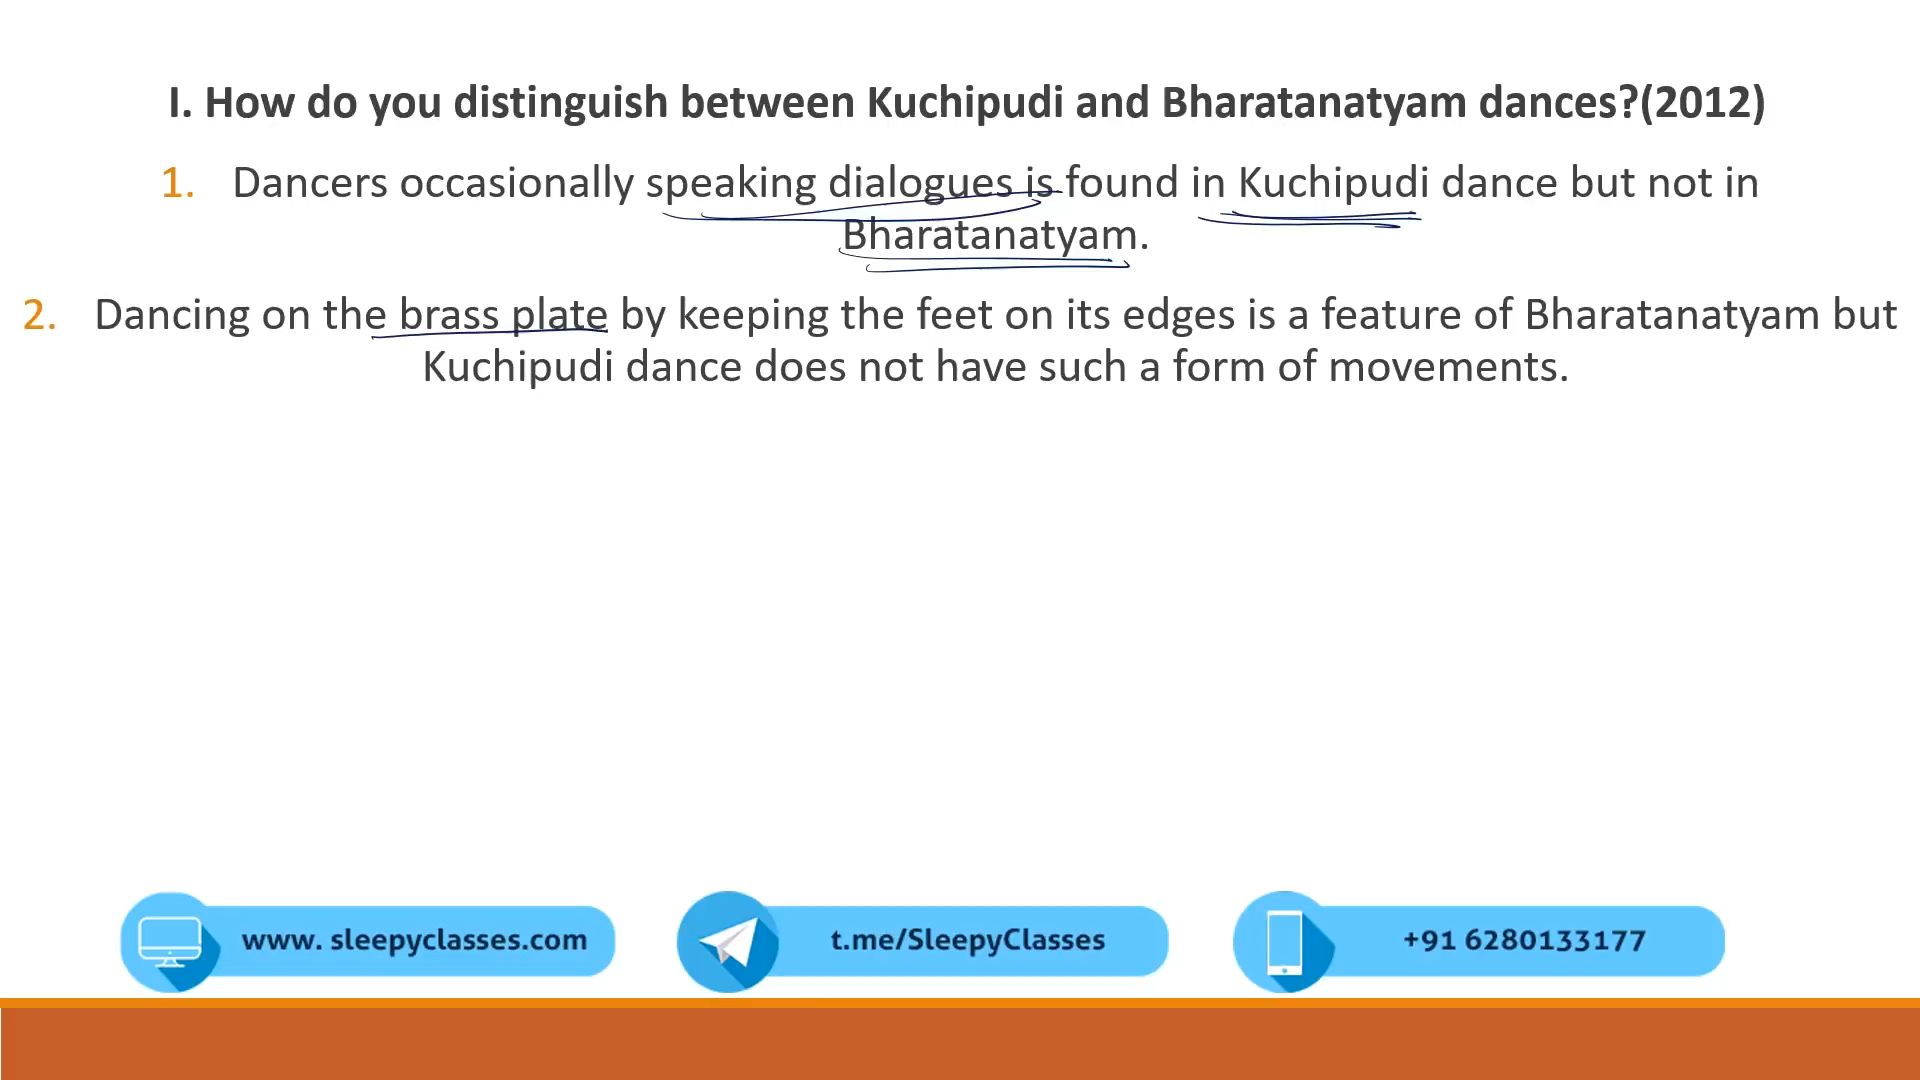 I. How do you distinguish between Kuchipudi and Bharatanatyam dances?(2012)
1. Dancers occasionally speaking dialogues is found in Kuchipudi dance but not in
Bharatanatyam.
2. Dancing on the brass plate by keeping the feet on its edges is a feature of Bharatanatyam but
Kuchipudi dance does not have such a form of movements.
www. sleepyclasses.com
t.me/SleepyClasses
+91 6280133177